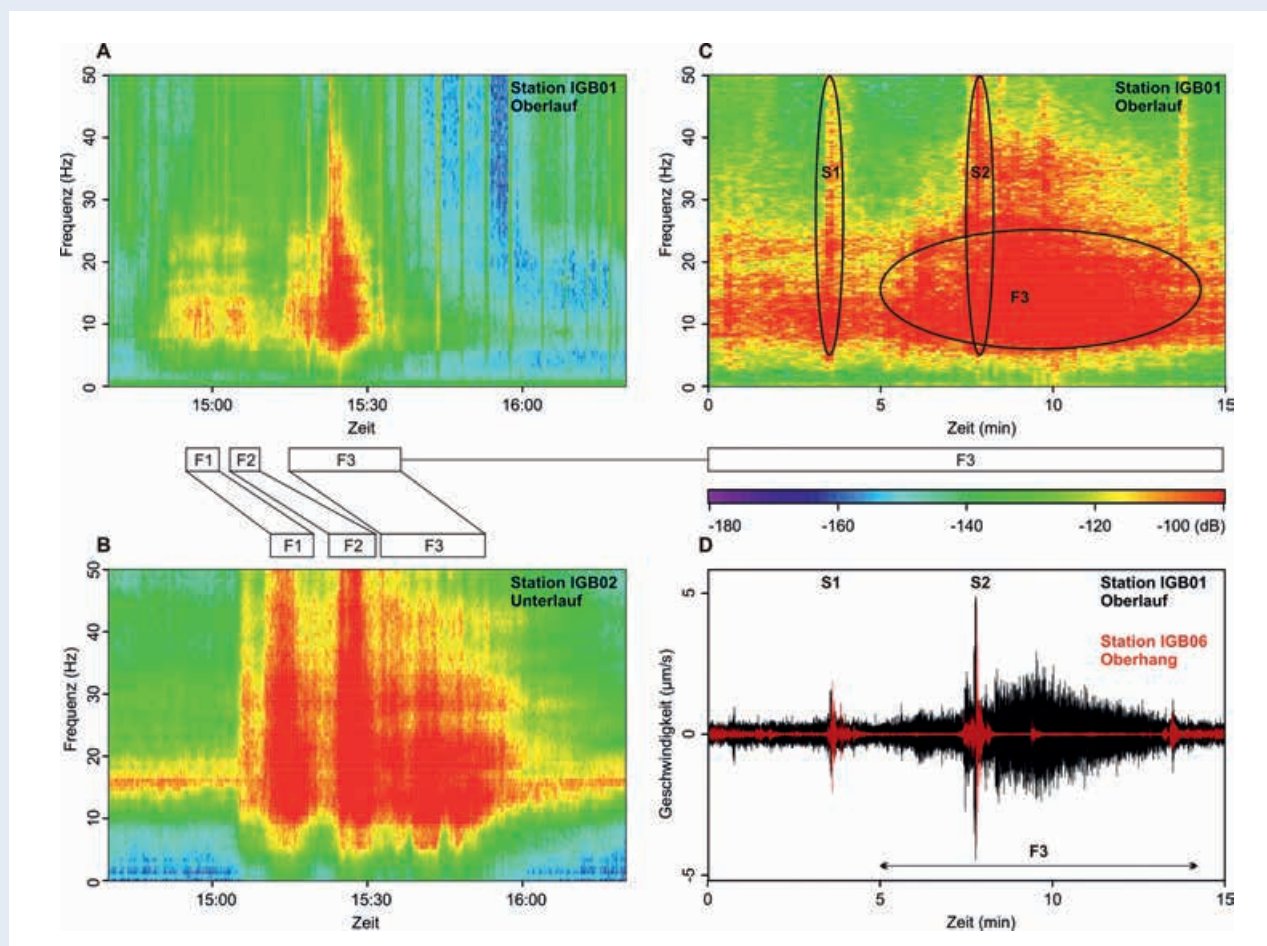 A
Station IGB01
Oberlauf
Frequenz (Hz)
50
40
30
20
10
0
15:00
15:30
16:00
Zeit
C
Station IGB01
Oberlauf
Frequenz (Hz)
50
40
30
20
10
0
S1
S2
F3
0
5
10
15
Zeit (min)
F1
F2
F3
F3
-180
-160
-140
-120
-100 (dB)
F1
F2
F3
B
Station IGB02
Unterlauf
Frequenz (Hz)
50
40
30
20
10
0
15:00
15:30
16:00
Zeit
D
S1
S2
Station IGB01
Oberlauf
Station IGB06
Oberhang
Geschwindigkeit (µm/s)
5
0
-5
F3
0
5
10
15
Zeit (min)